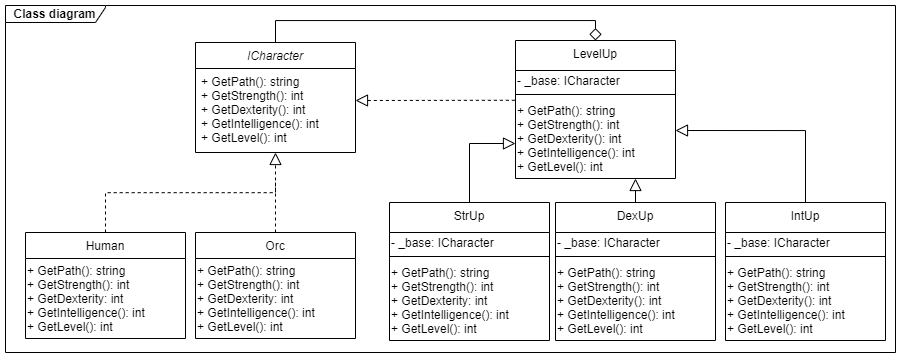 Class diagram
ICharacter
+ GetPath(): string
+ GetStrength(): int
+ GetDexterity(): int
+ GetIntelligence(): int
+ GetLevel(): int
LevelUp
- _base: ICharacter
+ GetPath(): string
+ GetStrength(): int
+ GetDexterity(): int
+ GetIntelligence(): int
+ GetLevel(): int
Human
+ GetPath(): string
+ GetStrength(): int
+ GetDexterity: int
+ GetIntelligence(): int
+ GetLevel(): int
Orc
+ GetPath(): string
+ GetStrength(): int
+ GetDexterity: int
+ GetIntelligence(): int
+ GetLevel(): int
StrUp
- _base: ICharacter
+ GetPath(): string
+ GetStrength(): int
+ GetDexterity: int
+ GetIntelligence(): int
+ GetLevel(): int
DexUp
- _base: ICharacter
+ GetPath(): string
+ GetStrength(): int
+ GetDexterity: int
+ GetIntelligence(): int
+ GetLevel(): int
IntUp
- _base: ICharacter
+ GetPath(): string
+ GetStrength(): int
+ GetDexterity: int
+ GetIntelligence(): int
+ GetLevel(): int